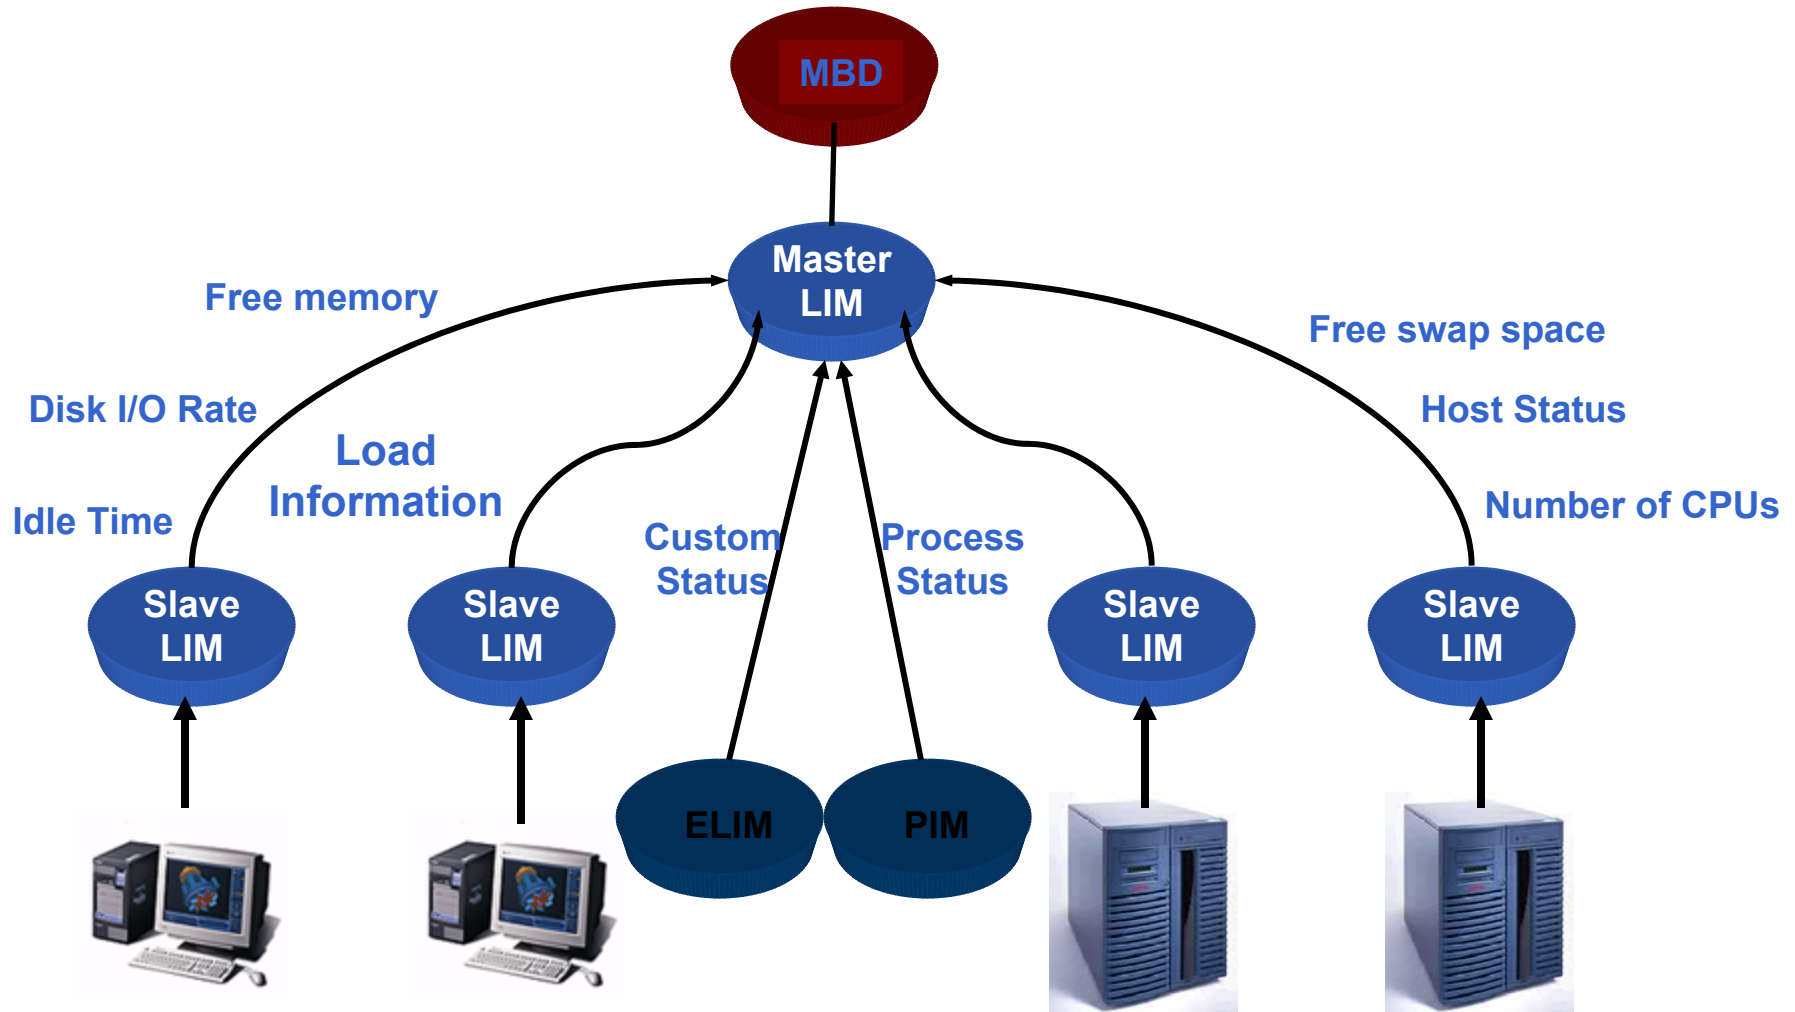 MBD
Master
LIM
Free memory
Free swap space
Disk I/O Rate
Host Status
Load
Information
Idle Time
Number of CPUs
Custom
Status
Process
Status
Slave
LIM
Slave
LIM
Slave
LIM
Slave
LIM
ELIM
PIM